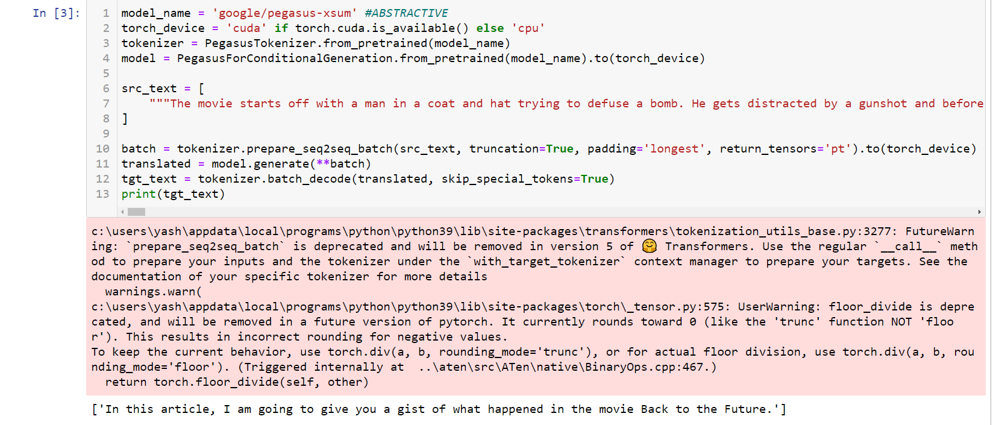 In [3]:
1 model_name = 'google/pegasus-xsum' #ABSTRACTIVE
2 torch_device = 'cuda' if torch.cuda.is_available() else 'cpu'
3 tokenizer = PegasusTokenizer.from_pretrained(model_name)
4 model = PegasusForConditionalGeneration.from_pretrained(model_name).to(torch_device)
5
6 src_text = [
7     """The movie starts off with a man in a coat and hat trying to defuse a bomb. He gets distracted by a gunshot and before
8 ]
9
10 batch = tokenizer.prepare_seq2seq_batch(src_text, truncation=True, padding='longest', return_tensors='pt').to(torch_device)
11 translated = model.generate(**batch)
12 tgt_text = tokenizer.batch_decode(translated, skip_special_tokens=True)
13 print(tgt_text)
c:\users\yash\appdata\local\programs\python\python39\lib\site-packages\transformers\tokenization_utils_base.py:3277: FutureWarn
ing: `prepare_seq2seq_batch` is deprecated and will be removed in version 5 of 🤗 Transformers. Use the regular `__call__` meth
od to prepare your inputs and the tokenizer under the `with_target_tokenizer` context manager to prepare your targets. See the
documentation of your specific tokenizer for more details
  warnings.warn(
c:\users\yash\appdata\local\programs\python\python39\lib\site-packages\torch\_tensor.py:575: UserWarning: floor_divide is depre
cated, and will be removed in a future version of pytorch. It currently rounds toward 0 (like the 'trunc' function NOT 'floo
r'). This results in incorrect rounding for negative values.
To keep the current behavior, use torch.div(a, b, rounding_mode='trunc'), or for actual floor division, use torch.div(a, b, rou
nding_mode='floor'). (Triggered internally at  ..\aten\src\ATen\native\BinaryOps.cpp:467.)
  return torch.floor_divide(self, other)
['In this article, I am going to give you a gist of what happened in the movie Back to the Future.']